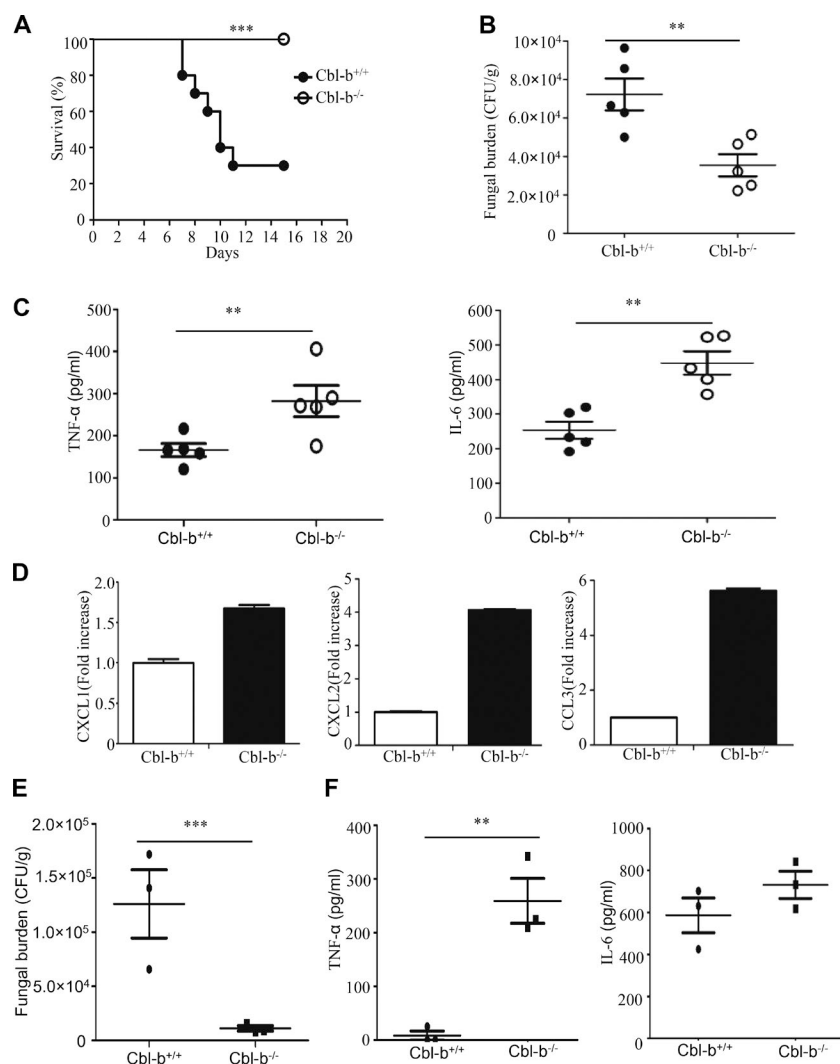 A
***
Survival (%)
100
80
60
40
20
0
0 2 4 6 8 10 12 14 16 18 20
Days
Cbl-b+/+
Cbl-b-/-
B
**
Fungal burden (CFU/g)
10×10⁴
8.0×10⁴
6.0×10⁴
4.0×10⁴
2.0×10⁴
0
Cbl-b+/+ Cbl-b-/-
C
**
TNF-α (pg/ml)
500
400
300
200
100
0
Cbl-b+/+ Cbl-b-/-
**
IL-6 (pg/ml)
600
500
400
300
200
100
0
Cbl-b+/+ Cbl-b-/-
D
CXCL1(Fold increase)
2.0
1.5
1.0
0.5
0.0
Cbl-b+/+ Cbl-b-/-
CXCL2(Fold increase)
5
4
3
2
1
0
Cbl-b+/+ Cbl-b-/-
CCL3(Fold increase)
6
4
2
0
Cbl-b+/+ Cbl-b-/-
E
***
Fungal burden (CFU/g)
2.0×10⁵
1.5×10⁵
1.0×10⁵
5.0×10⁴
0
Cbl-b+/+ Cbl-b-/-
F
**
TNF-α (pg/ml)
400
300
200
100
0
Cbl-b+/+ Cbl-b-/-
IL-6 (pg/ml)
1000
800
600
400
200
0
Cbl-b+/+ Cbl-b-/-